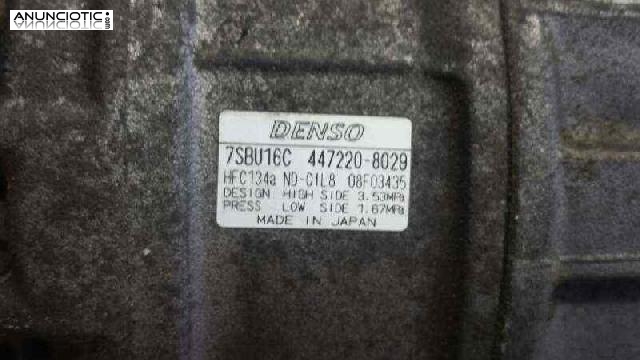 ANUNCIOTIC.com
DENSO
7SBU16C 447220-8029
HFC134a ND-OIL8 08F03435
DESIGN HIGH SIDE 3.53MPa
PRESS LOW SIDE 1.67MPa
MADE IN JAPAN